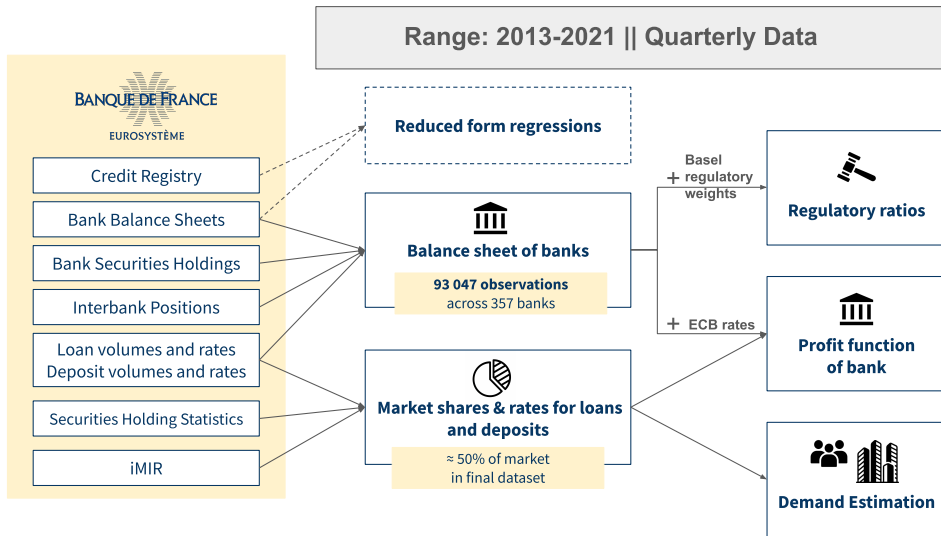 Range: 2013-2021 || Quarterly Data
BANQUE DE FRANCE
EUROSYSTÈME
Credit Registry
Bank Balance Sheets
Bank Securities Holdings
Interbank Positions
Loan volumes and rates
Deposit volumes and rates
Securities Holding Statistics
iMIR
Reduced form regressions
Balance sheet of banks
93 047 observations
across 357 banks
Market shares & rates for loans
and deposits
≈ 50% of market
in final dataset
Basel
+ regulatory
weights
+ ECB rates
Regulatory ratios
Profit function
of bank
Demand Estimation